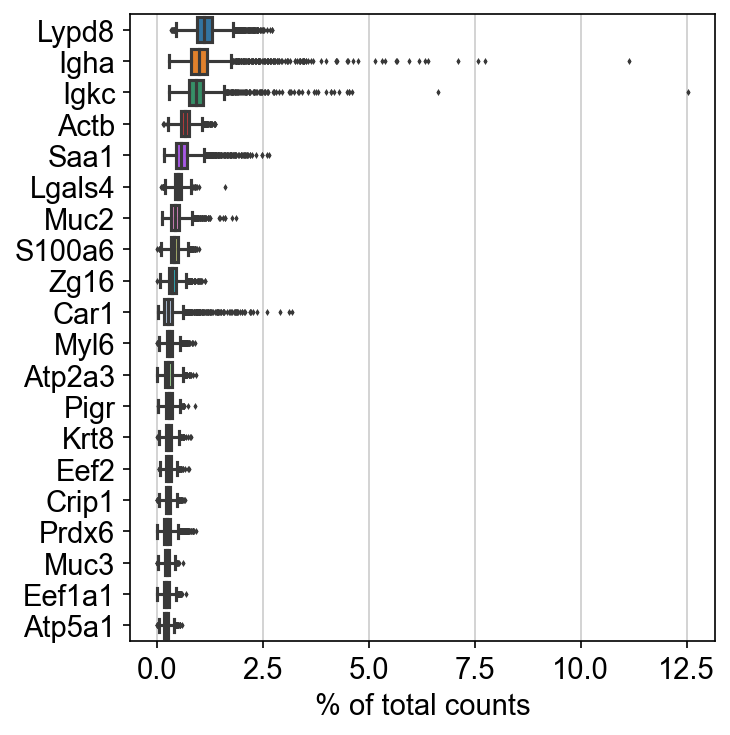 Lypd8
Igha
Igkc
Actb
Saa1
Lgals4
Muc2
S100a6
Zg16
Car1
Myl6
Atp2a3
Pigr
Krt8
Eef2
Crip1
Prdx6
Muc3
Eef1a1
Atp5a1
0.0 2.5 5.0 7.5 10.0 12.5
% of total counts